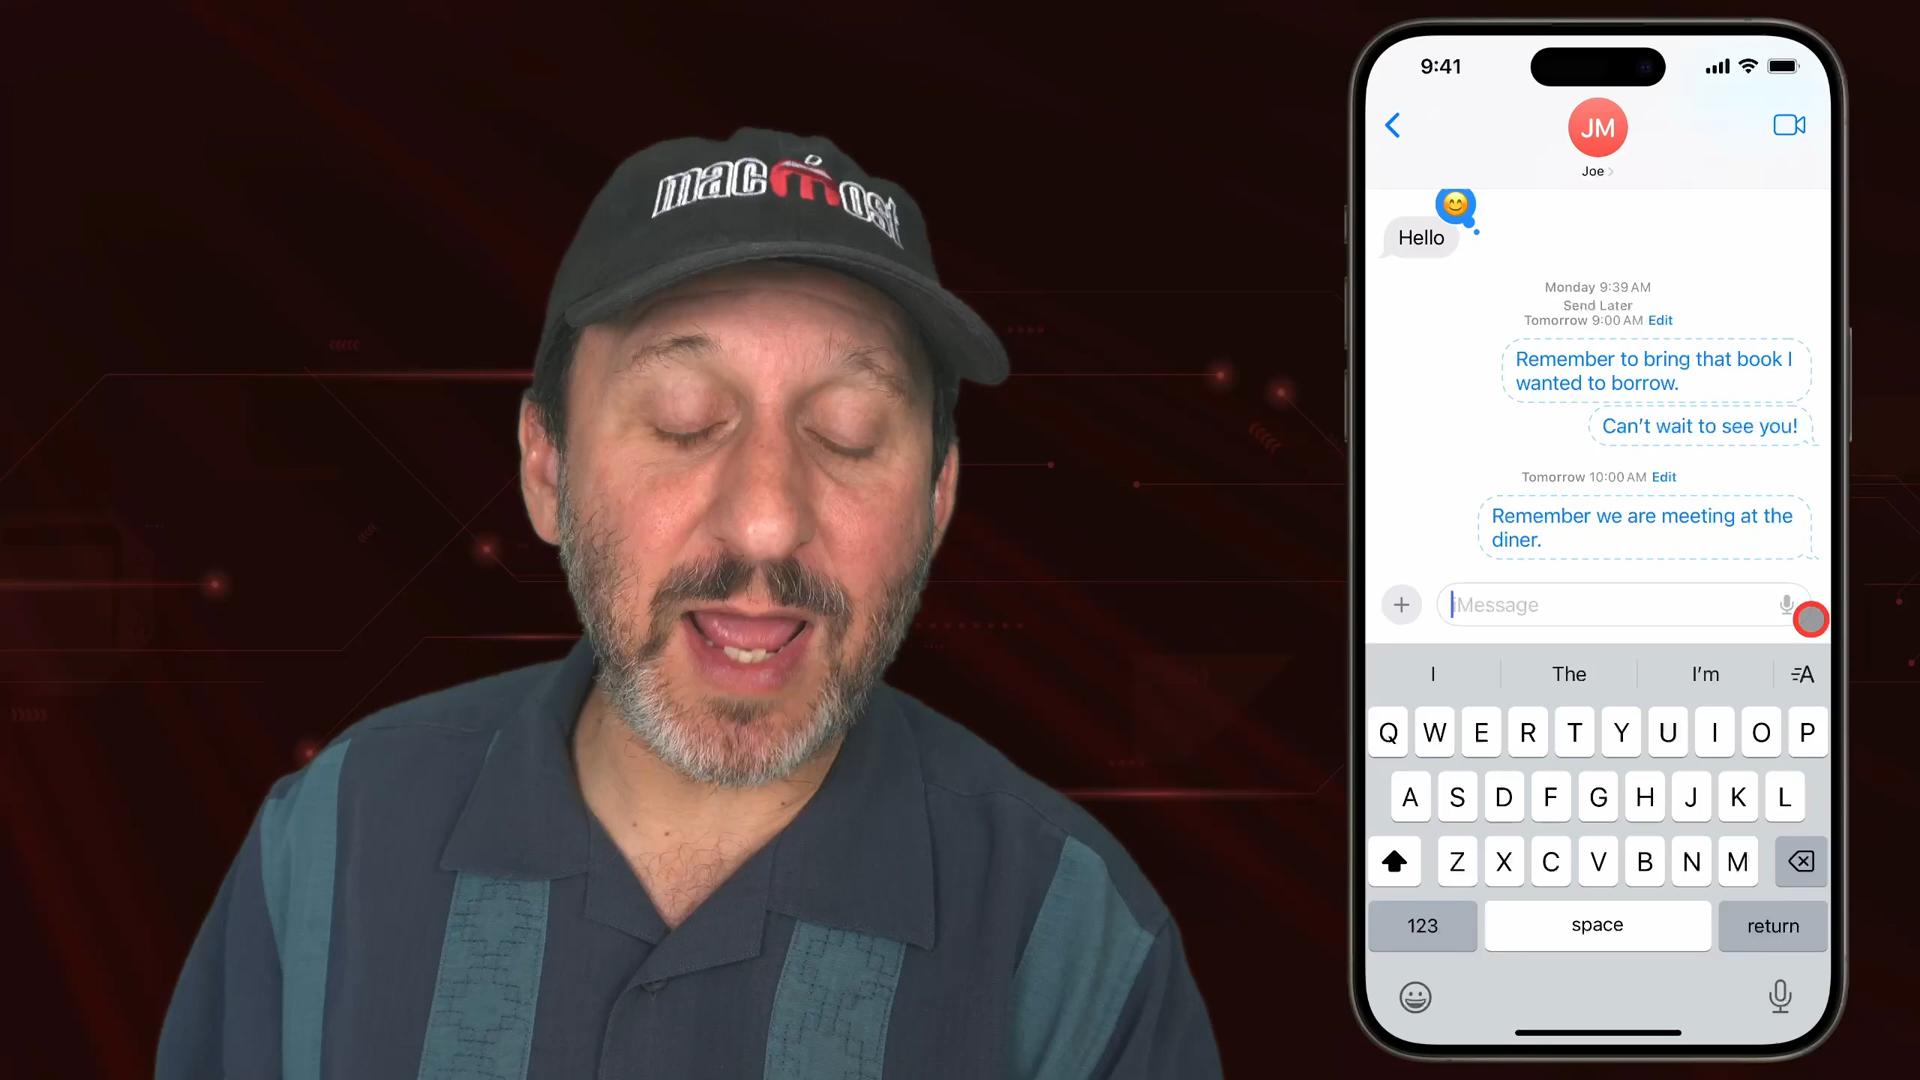 macmost
9:41
JM
Joe
Hello
Monday 9:39 AM
Send Later
Tomorrow 9:00 AM Edit
Remember to bring that book I
wanted to borrow.
Can't wait to see you!
Tomorrow 10:00 AM Edit
Remember we are meeting at the
diner.
iMessage
I The I'm A
Q W E R T Y U I O P
A S D F G H J K L
Z X C V B N M
123 space return